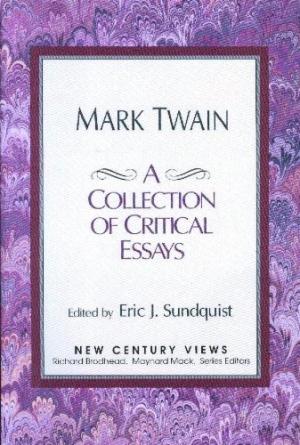 MARK TWAIN
A
COLLECTION
OF CRITICAL
ESSAYS
Edited by Eric J. Sundquist
NEW CENTURY VIEWS
Richard Brodhead, Maynard Mack, Series Editors